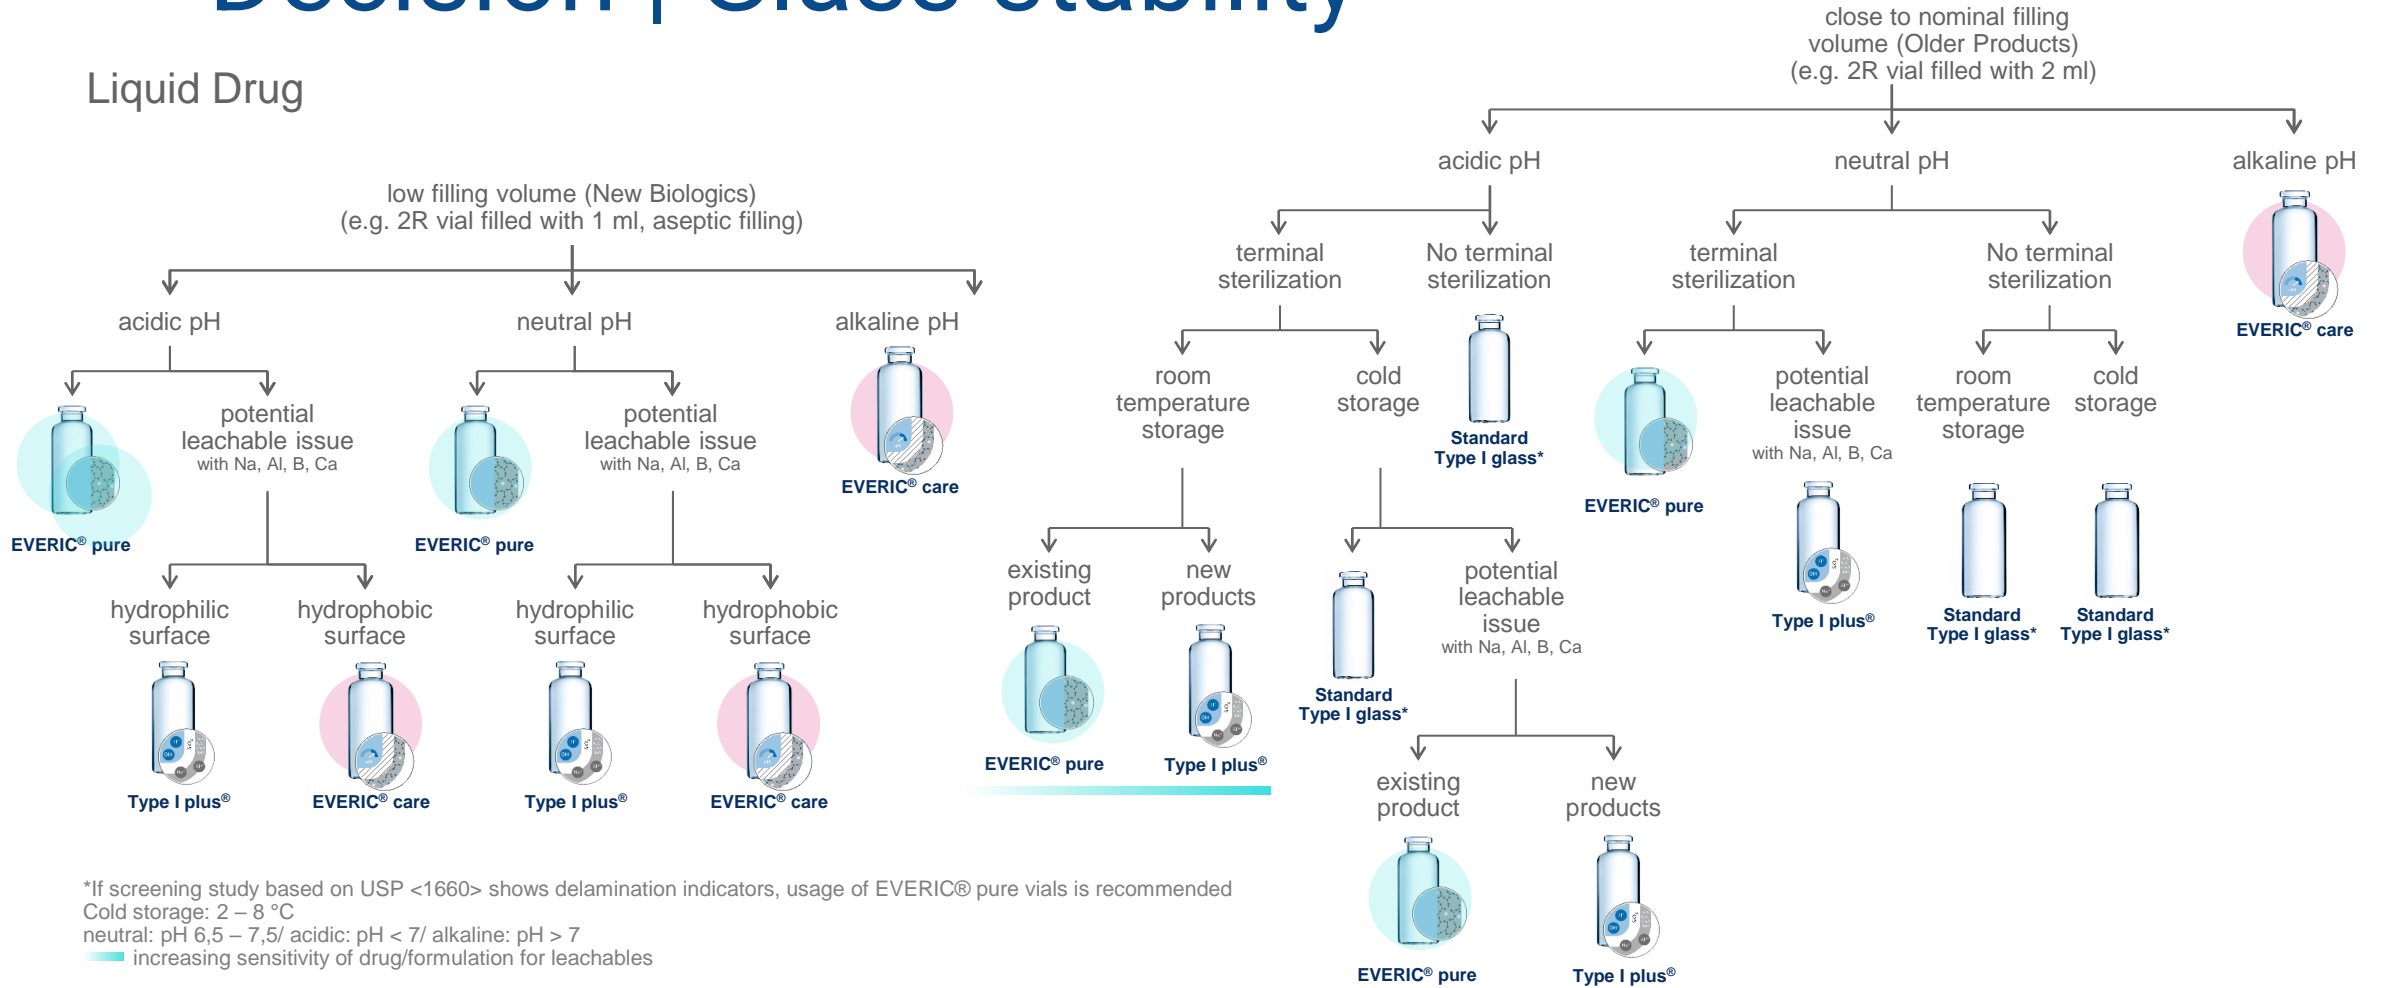 Decision | Glass stability
Liquid Drug
low filling volume (New Biologics)
(e.g. 2R vial filled with 1 ml, aseptic filling)
acidic pH
neutral pH
alkaline pH
EVERIC® pure
potential
leachable issue
with Na, Al, B, Ca
EVERIC® pure
potential
leachable issue
with Na, Al, B, Ca
EVERIC® care
hydrophilic
surface
hydrophobic
surface
hydrophilic
surface
hydrophobic
surface
Type I plus®
EVERIC® care
Type I plus®
EVERIC® care
close to nominal filling
volume (Older Products)
(e.g. 2R vial filled with 2 ml)
acidic pH
neutral pH
alkaline pH
terminal
sterilization
No terminal
sterilization
terminal
sterilization
No terminal
sterilization
EVERIC® care
room
temperature
storage
cold
storage
Standard
Type I glass*
EVERIC® pure
potential
leachable
issue
with Na, Al, B, Ca
room
temperature
storage
cold
storage
Type I plus®
Standard
Type I glass*
Standard
Type I glass*
existing
product
new
products
Standard
Type I glass*
potential
leachable
issue
with Na, Al, B, Ca
EVERIC® pure
Type I plus®
existing
product
new
products
EVERIC® pure
Type I plus®
*If screening study based on USP <1660> shows delamination indicators, usage of EVERIC® pure vials is recommended
Cold storage: 2 – 8 °C
neutral: pH 6,5 – 7,5/ acidic: pH < 7/ alkaline: pH > 7
increasing sensitivity of drug/formulation for leachables